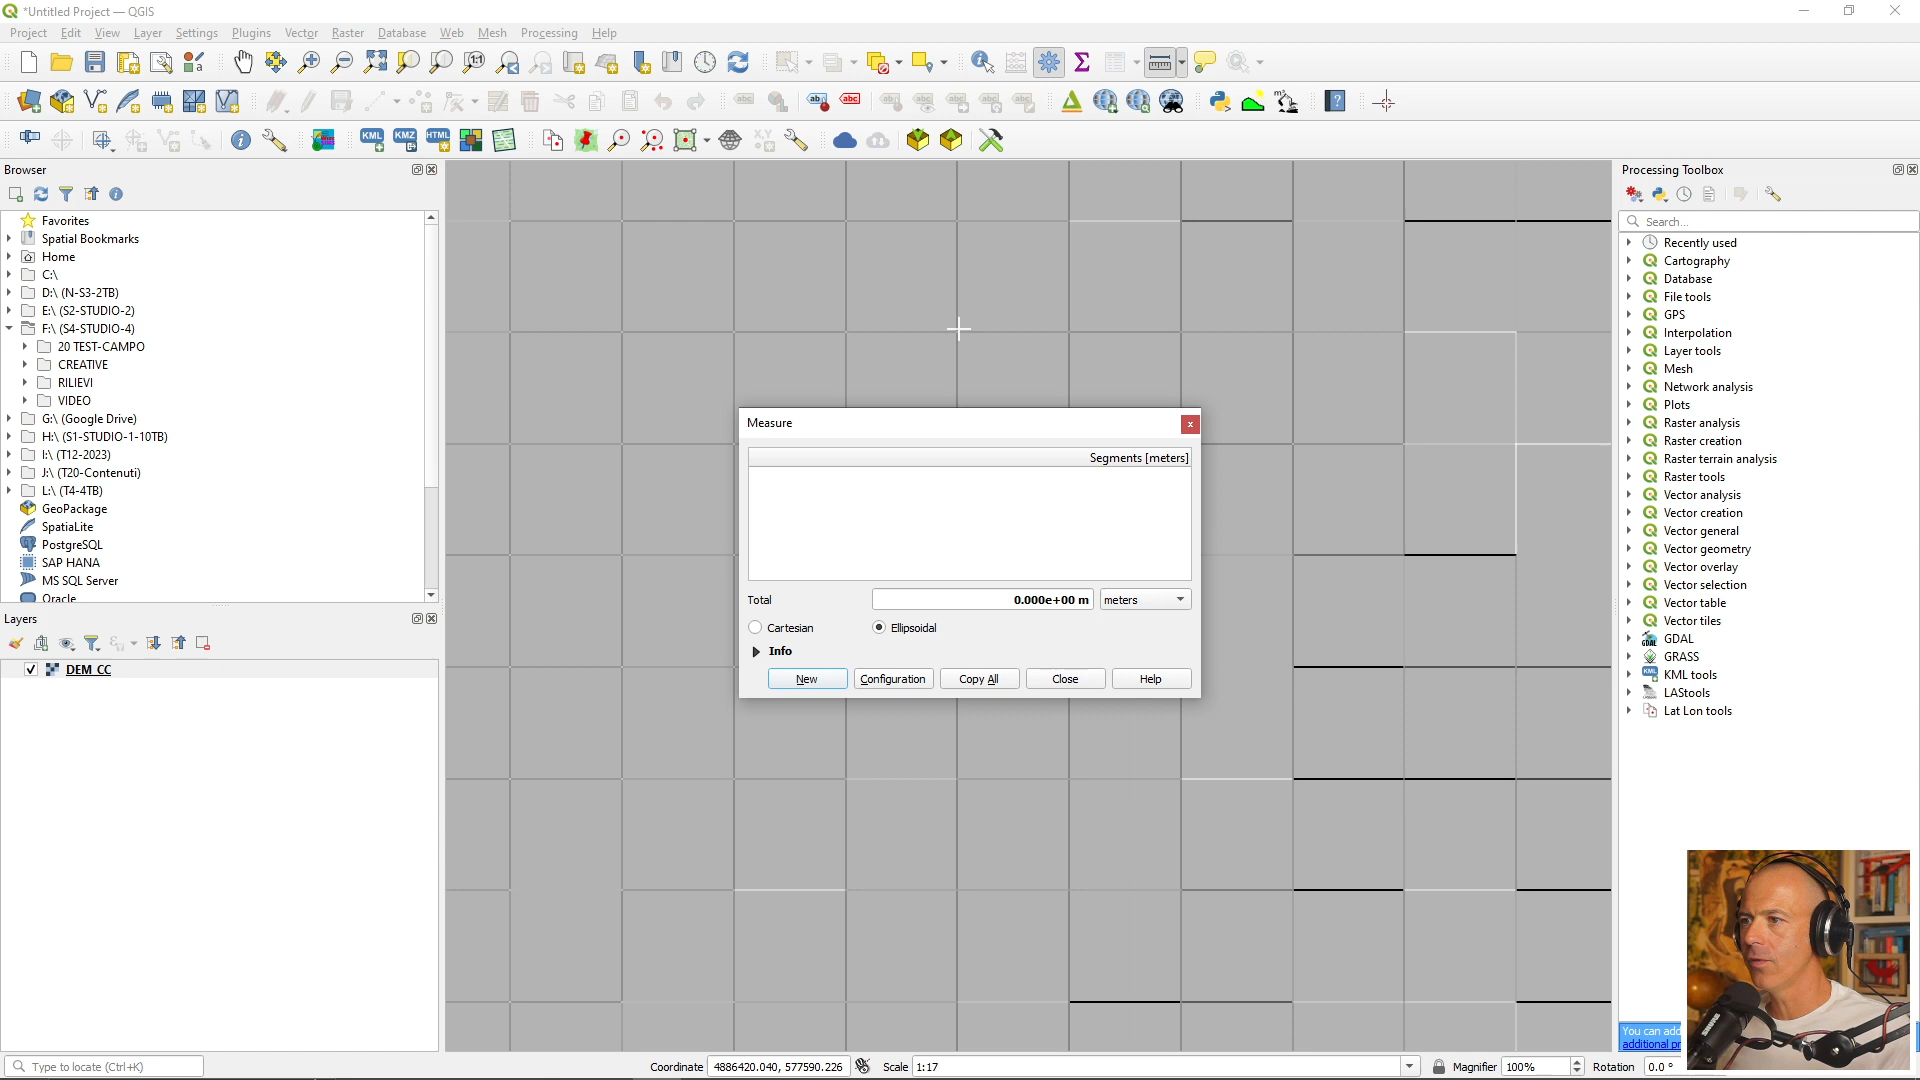 *Untitled Project — QGIS
Project Edit View Layer Settings Plugins Vector Raster Database Web Mesh Processing Help
Browser
Favorites
Spatial Bookmarks
Home
C:\
D:\ (N-S3-2TB)
E:\ (S2-STUDIO-2)
F:\ (S4-STUDIO-4)
20 TEST-CAMPO
CREATIVE
RILIEVI
VIDEO
G:\ (Google Drive)
H:\ (S1-STUDIO-1-10TB)
I:\ (T12-2023)
J:\ (T20-Contenuti)
L:\ (T4-4TB)
GeoPackage
SpatiaLite
PostgreSQL
SAP HANA
MS SQL Server
Oracle
Layers
DEM_CC
Measure
Segments [meters]
Total 0.000e+00 m meters
Cartesian Ellipsoidal
Info
New Configuration Copy All Close Help
Processing Toolbox
Search...
Recently used
Cartography
Database
File tools
GPS
Interpolation
Layer tools
Mesh
Network analysis
Plots
Raster analysis
Raster creation
Raster terrain analysis
Raster tools
Vector analysis
Vector creation
Vector general
Vector geometry
Vector overlay
Vector selection
Vector table
Vector tiles
GDAL
GRASS
KML tools
LAStools
Lat Lon tools
You can add
additional pr
Type to locate (Ctrl+K) Coordinate 4886420.040, 577590.226 Scale 1:17 Magnifier 100% Rotation 0.0 °